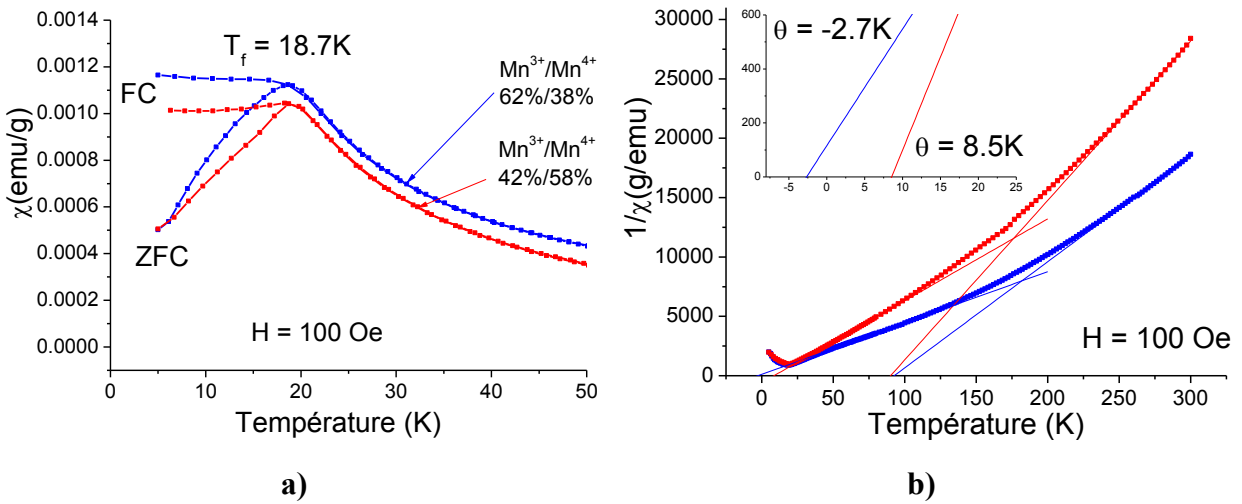 0.0014
0.0012
0.0010
0.0008
0.0006
0.0004
0.0002
0.0000
χ(emu/g)
T_f = 18.7K
FC
ZFC
Mn³⁺/Mn⁴⁺
62%/38%
Mn³⁺/Mn⁴⁺
42%/58%
H = 100 Oe
0 10 20 30 40 50
Température (K)
a)
30000
25000
20000
15000
10000
5000
0
1/χ(g/emu)
600
400
200
0
θ = -2.7K
θ = 8.5K
-5 0 5 10 15 20 25
H = 100 Oe
0 50 100 150 200 250 300
Température (K)
b)